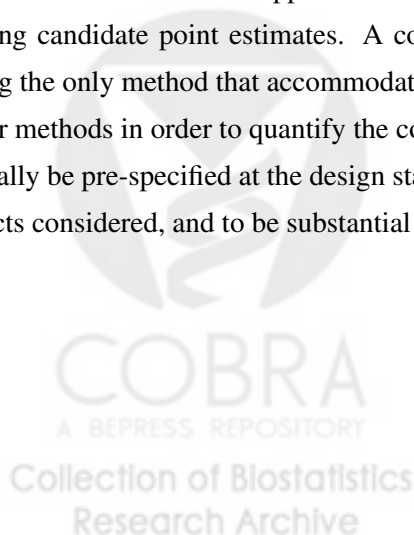 ng candidate point estimates. A co
g the only method that accommodat
r methods in order to quantify the co
ally be pre-specified at the design sta
cts considered, and to be substantial
COBRA
A BEPRESS REPOSITORY
Collection of Biostatistics
Research Archive